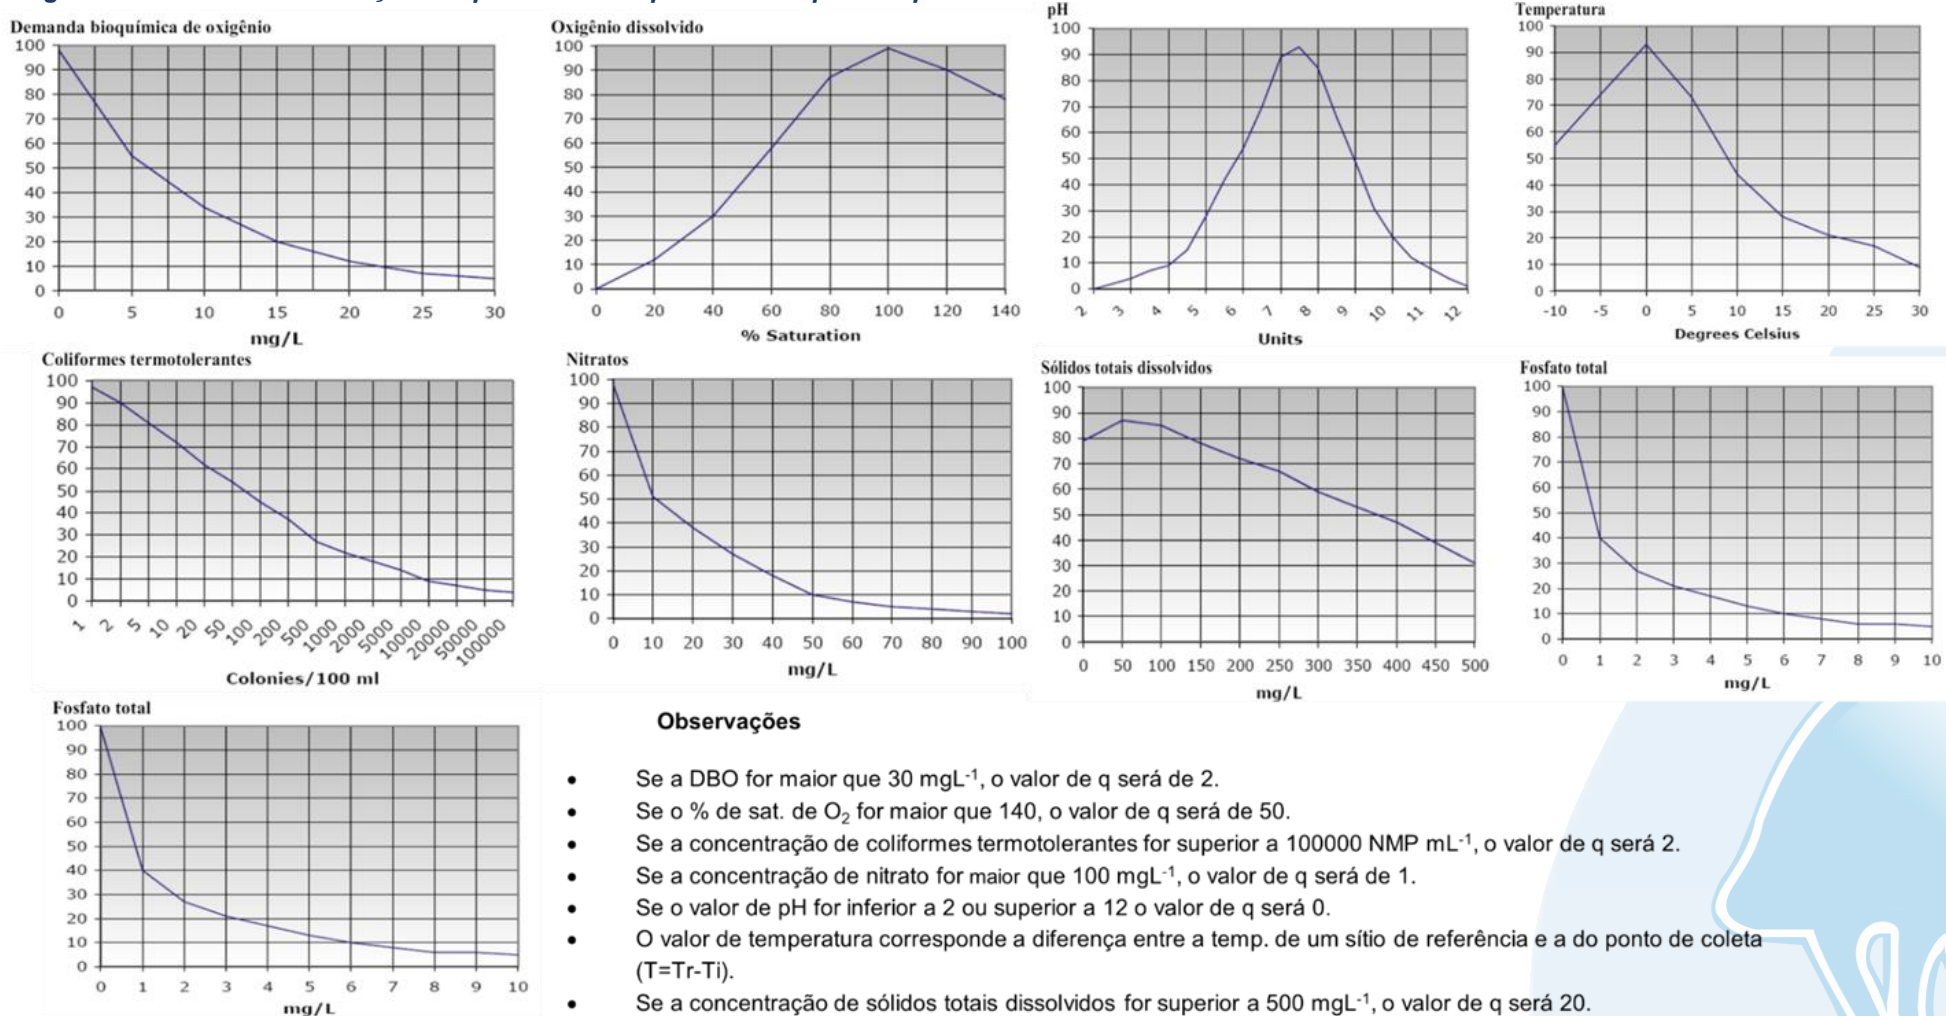 Demanda bioquímica de oxigênio
100
90
80
70
60
50
40
30
20
10
0
0 5 10 15 20 25 30
mg/L
Oxigênio dissolvido
100
90
80
70
60
50
40
30
20
10
0
0 20 40 60 80 100 120 140
% Saturation
pH
100
90
80
70
60
50
40
30
20
10
0
2 3 4 5 6 7 8 9 10 11 12
Units
Temperatura
100
90
80
70
60
50
40
30
20
10
0
-10 -5 0 5 10 15 20 25 30
Degrees Celsius
Coliformes termotolerantes
100
90
80
70
60
50
40
30
20
10
0
1 2 5 10 20 50 100 200 500 1000 2000 5000 10000 20000 50000 100000
Colonies/100 ml
Nitratos
100
90
80
70
60
50
40
30
20
10
0
0 10 20 30 40 50 60 70 80 90 100
mg/L
Sólidos totais dissolvidos
100
90
80
70
60
50
40
30
20
10
0
0 50 100 150 200 250 300 350 400 450 500
mg/L
Fosfato total
100
90
80
70
60
50
40
30
20
10
0
0 1 2 3 4 5 6 7 8 9 10
mg/L
Fosfato total
100
90
80
70
60
50
40
30
20
10
0
0 1 2 3 4 5 6 7 8 9 10
mg/L
Observações
• Se a DBO for maior que 30 mgL⁻¹, o valor de q será de 2.
• Se o % de sat. de O₂ for maior que 140, o valor de q será de 50.
• Se a concentração de coliformes termotolerantes for superior a 100000 NMP mL⁻¹, o valor de q será 2.
• Se a concentração de nitrato for maior que 100 mgL⁻¹, o valor de q será de 1.
• Se o valor de pH for inferior a 2 ou superior a 12 o valor de q será 0.
• O valor de temperatura corresponde a diferença entre a temp. de um sítio de referência e a do ponto de coleta
(T=Tr-Ti).
• Se a concentração de sólidos totais dissolvidos for superior a 500 mgL⁻¹, o valor de q será 20.